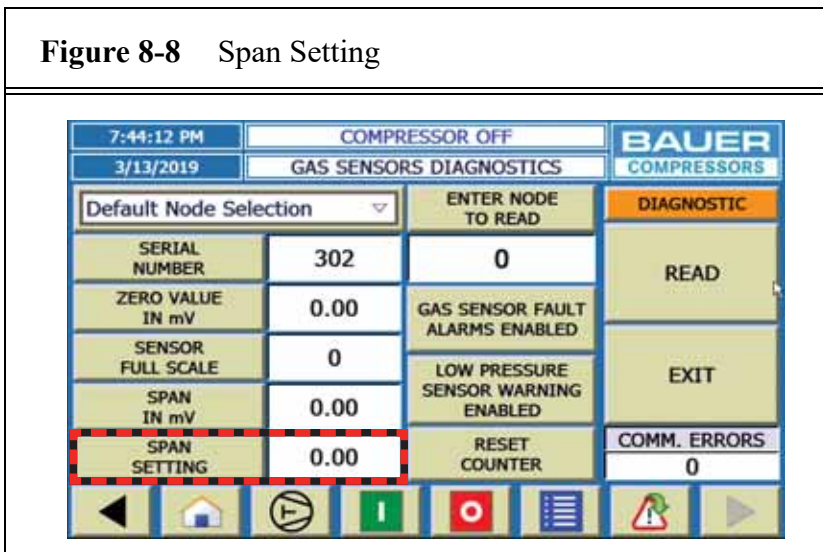 Figure 8-8 Span Setting
7:44:12 PM
COMPRESSOR OFF
BAUER
COMPRESSORS
3/13/2019
GAS SENSORS DIAGNOSTICS
Default Node Selection
ENTER NODE
TO READ
DIAGNOSTIC
SERIAL
NUMBER
302
0
READ
ZERO VALUE
IN mV
0.00
GAS SENSOR FAULT
ALARMS ENABLED
SENSOR
FULL SCALE
0
LOW PRESSURE
SENSOR WARNING
ENABLED
EXIT
SPAN
IN mV
0.00
SPAN
SETTING
0.00
RESET
COUNTER
COMM. ERRORS
0
I
O